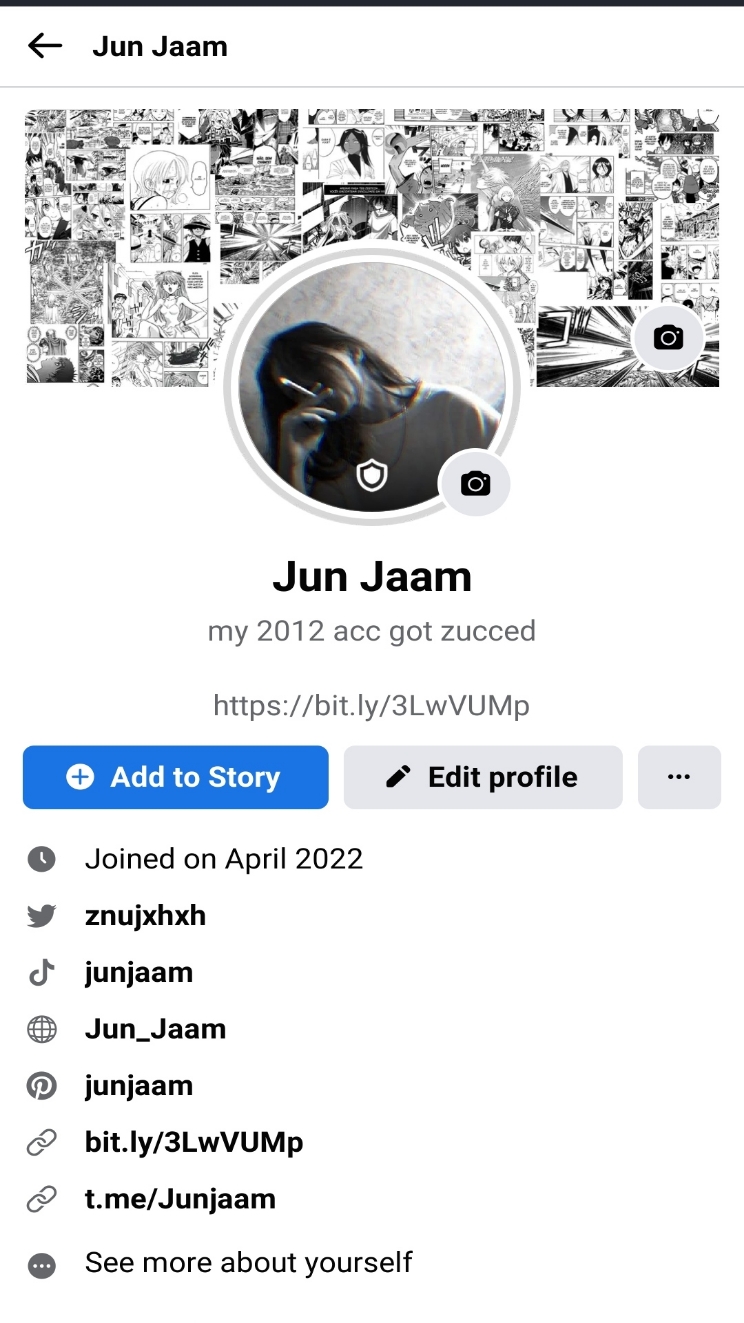 Jun Jaam
Jun Jaam
my 2012 acc got zucced
https://bit.ly/3LwVUMp
Add to Story
Edit profile
Joined on April 2022
znujxhxh
junjaam
Jun_Jaam
junjaam
bit.ly/3LwVUMp
t.me/Junjaam
See more about yourself